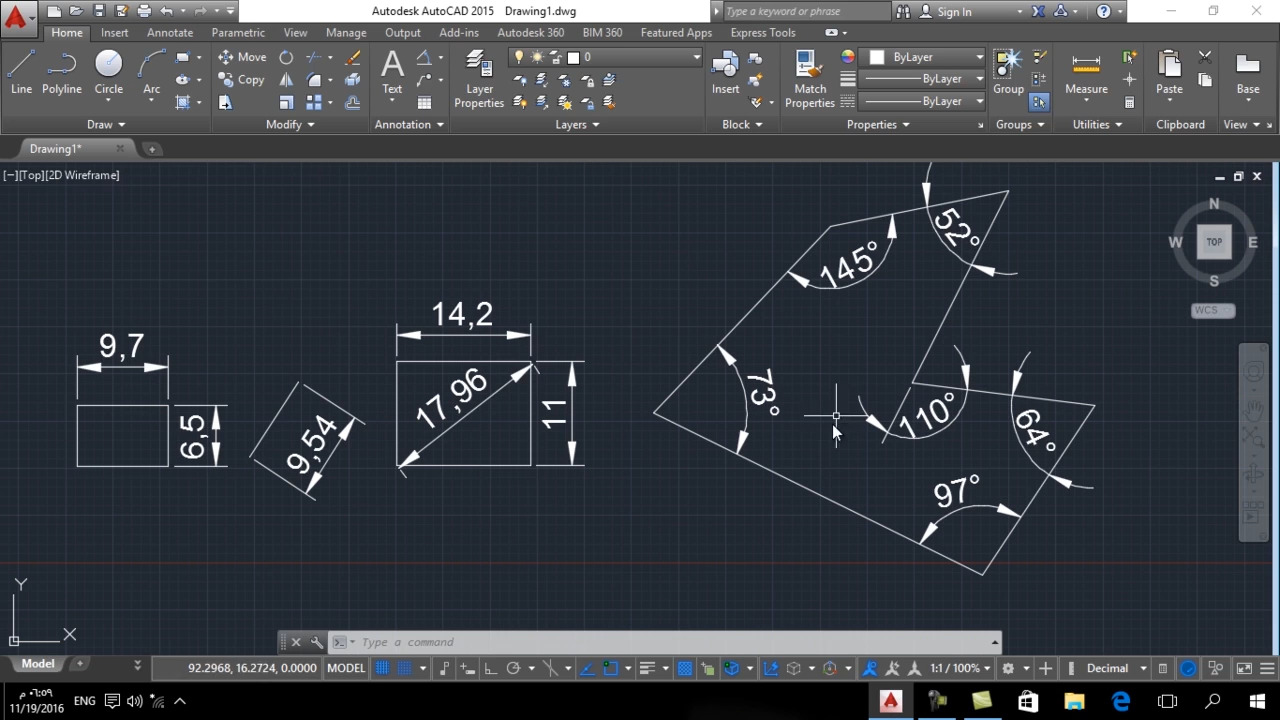 Autodesk AutoCAD 2015 Drawing1.dwg
Type a keyword or phrase
Sign In
Home Insert Annotate Parametric View Manage Output Add-ins Autodesk 360 BIM 360 Featured Apps Express Tools
Line Polyline Circle Arc
Move
Copy
Text
Layer
Properties
0
Insert
Match
Properties
ByLayer
ByLayer
ByLayer
Group
Measure
Paste
Base
Draw Modify Annotation Layers Block Properties Groups Utilities Clipboard View
Drawing1*
[−][Top][2D Wireframe]
N
W TOP E
S
WCS
52°
145°
14,2
9,7
17,96
73°
11
110°
64°
6,5
9,54
97°
Y
X
Type a command
Model
92.2968, 16.2724, 0.0000 MODEL
1:1 / 100%
Decimal
ENG
٠٦:٥٩ م
11/19/2016